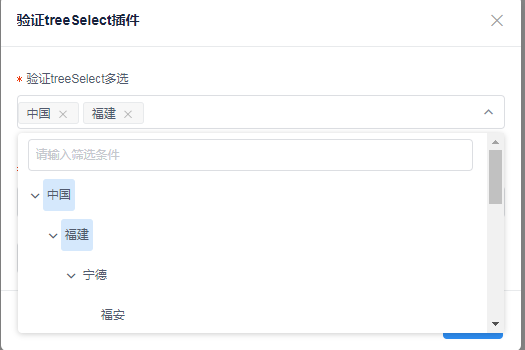 验证treeSelect插件
* 验证treeSelect多选
中国 福建
请输入筛选条件
中国
福建
宁德
福安